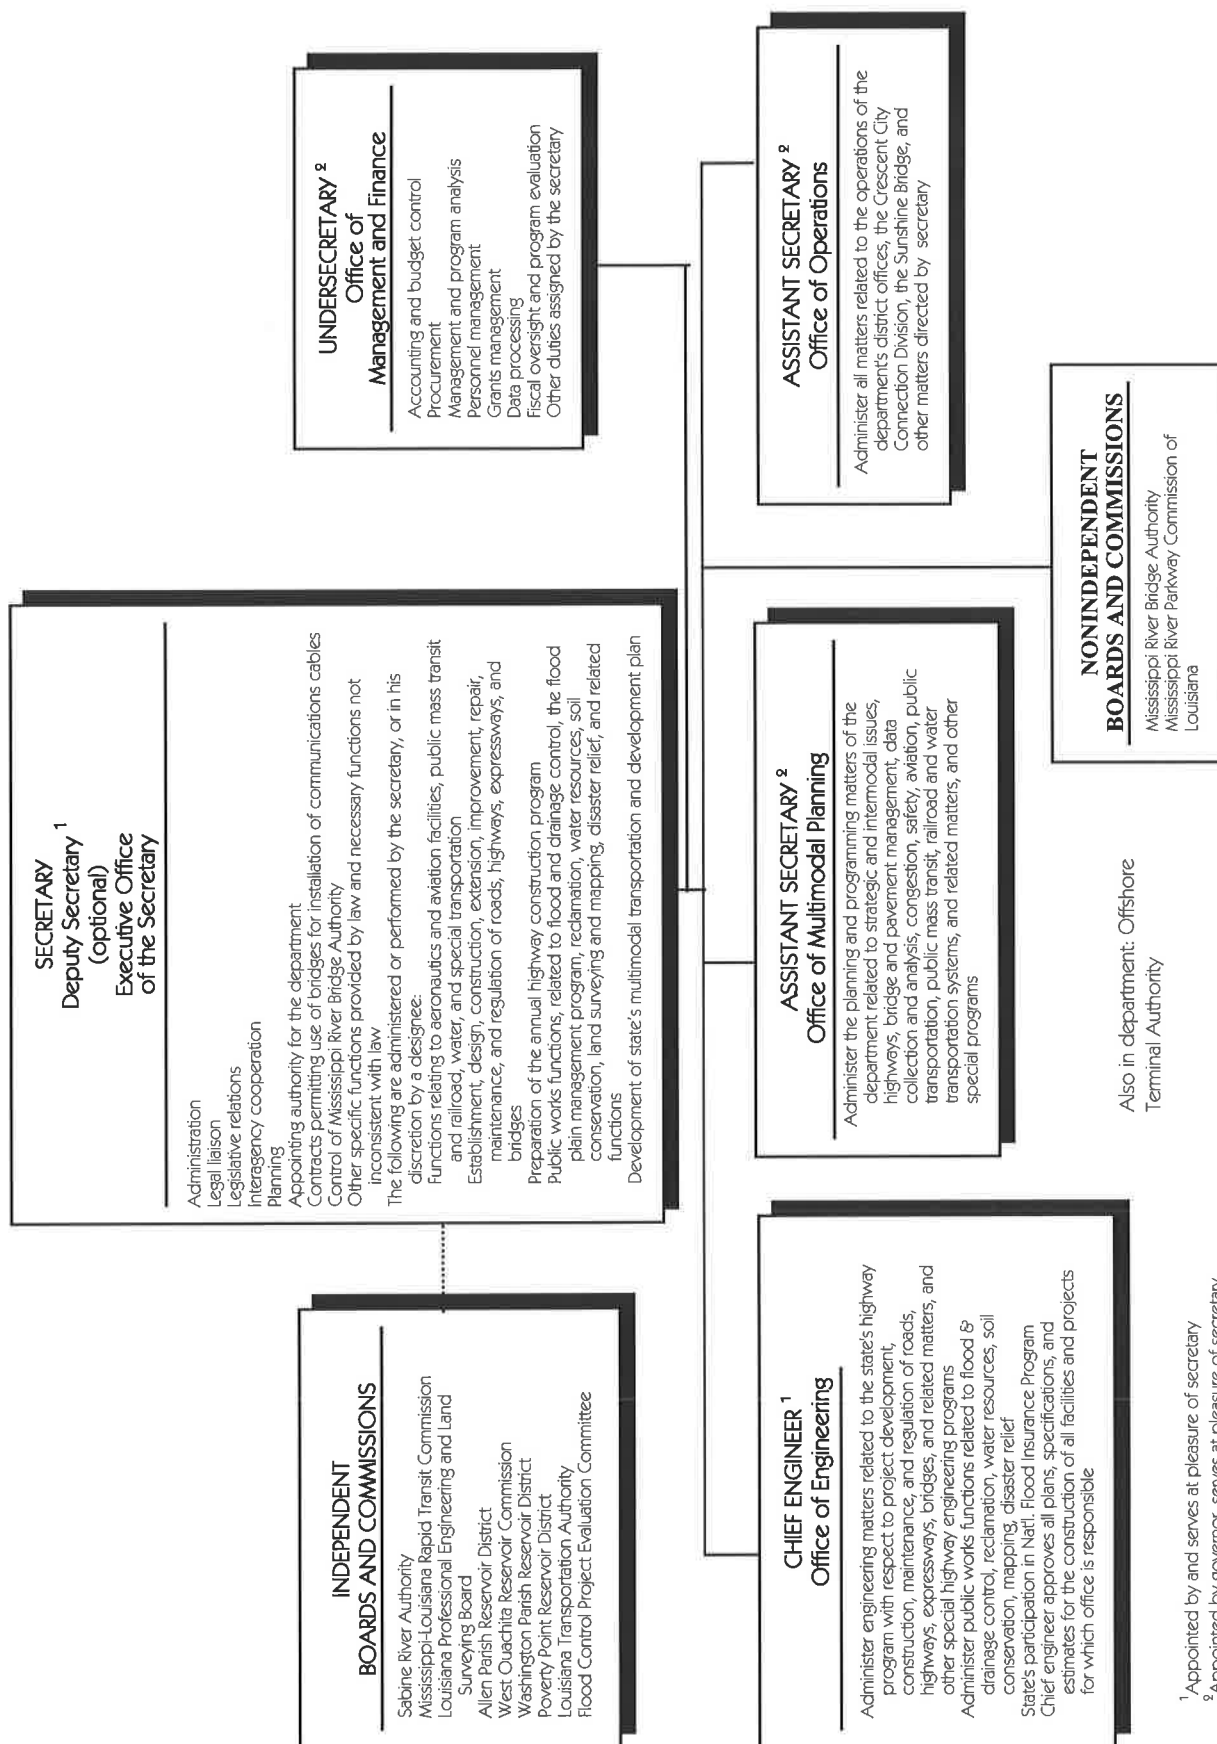 SECRETARY
Deputy Secretary 1
(optional)
Executive Office
of the Secretary
Administration
Legal liaison
Legislative relations
Interagency cooperation
Planning
Appointing authority for the department
Contracts permitting use of bridges for installation of communications cables
Control of Mississippi River Bridge Authority
Other specific functions provided by law and necessary functions not
inconsistent with law
The following are administered or performed by the secretary, or in his
discretion by a designee:
Functions relating to aeronautics and aviation facilities, public mass transit
and railroad, water, and special transportation
Establishment, design, construction, extension, improvement, repair,
maintenance, and regulation of roads, highways, expressways, and
bridges
Preparation of the annual highway construction program
Public works functions, related to flood and drainage control, the flood
plain management program, reclamation, water resources, soil
conservation, land surveying and mapping, disaster relief, and related
functions
Development of state's multimodal transportation and development plan
INDEPENDENT
BOARDS AND COMMISSIONS
Sabine River Authority
Mississippi-Louisiana Rapid Transit Commission
Louisiana Professional Engineering and Land
Surveying Board
Allen Parish Reservoir District
West Ouachita Reservoir Commission
Washington Parish Reservoir District
Poverty Point Reservoir District
Louisiana Transportation Authority
Flood Control Project Evaluation Committee
UNDERSECRETARY 2
Office of
Management and Finance
Accounting and budget control
Procurement
Management and program analysis
Personnel management
Grants management
Data processing
Fiscal oversight and program evaluation
Other duties assigned by the secretary
CHIEF ENGINEER 1
Office of Engineering
Administer engineering matters related to the state's highway
program with respect to project development,
construction, maintenance, and regulation of roads,
highways, expressways, bridges, and related matters, and
other special highway engineering programs
Administer public works functions related to flood &
drainage control, reclamation, water resources, soil
conservation, mapping, disaster relief
State's participation in Nat'l. Flood Insurance Program
Chief engineer approves all plans, specifications, and
estimates for the construction of all facilities and projects
for which office is responsible
ASSISTANT SECRETARY 2
Office of Multimodal Planning
Administer the planning and programming matters of the
department related to strategic and intermodal issues,
highways, bridge and pavement management, data
collection and analysis, congestion, safety, aviation, public
transportation, public mass transit, railroad and water
transportation systems, and related matters, and other
special programs
ASSISTANT SECRETARY 2
Office of Operations
Administer all matters related to the operations of the
department's district offices, the Crescent City
Connection Division, the Sunshine Bridge, and
other matters directed by secretary
NONINDEPENDENT
BOARDS AND COMMISSIONS
Mississippi River Bridge Authority
Mississippi River Parkway Commission of
Louisiana
Also in department: Offshore
Terminal Authority
1 Appointed by and serves at pleasure of secretary
2 Appointed by governor, serves at pleasure of secretary